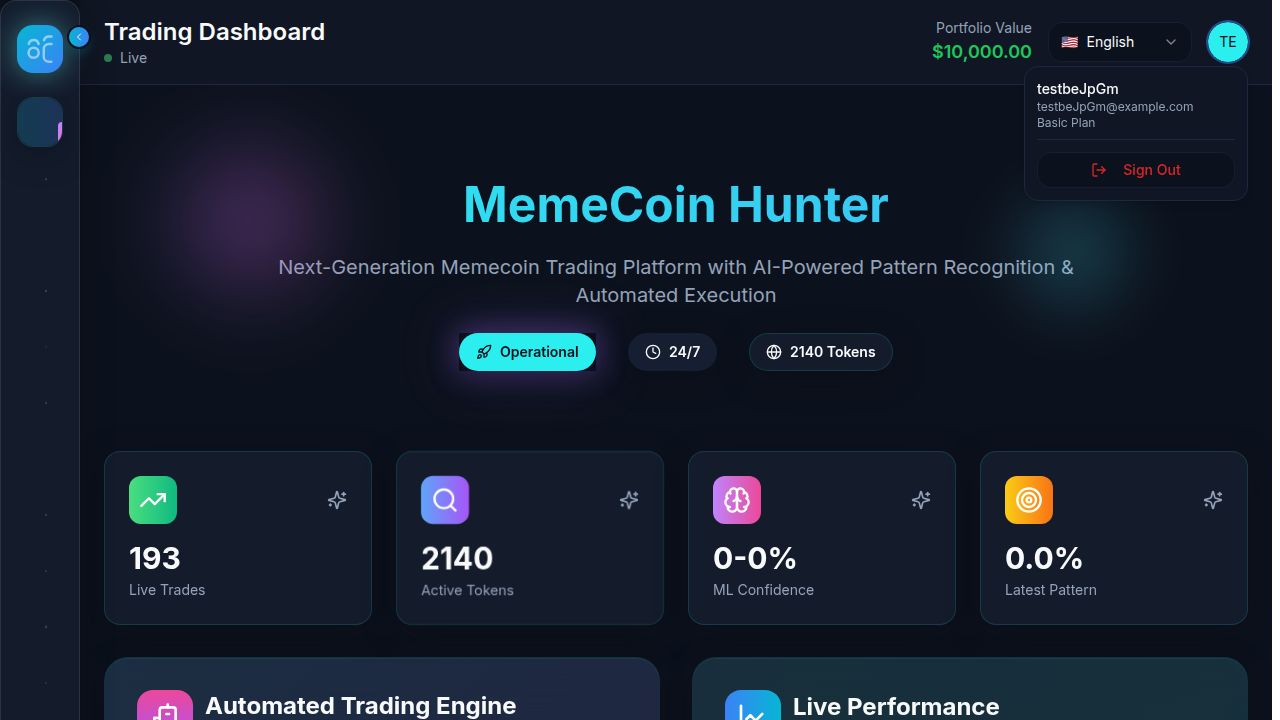 Trading Dashboard
Live
Portfolio Value
$10,000.00
English
TE
testbeJpGm
testbeJpGm@example.com
Basic Plan
Sign Out
MemeCoin Hunter
Next-Generation Memecoin Trading Platform with AI-Powered Pattern Recognition &
Automated Execution
Operational
24/7
2140 Tokens
193
Live Trades
2140
Active Tokens
0-0%
ML Confidence
0.0%
Latest Pattern
Automated Trading Engine
Live Performance